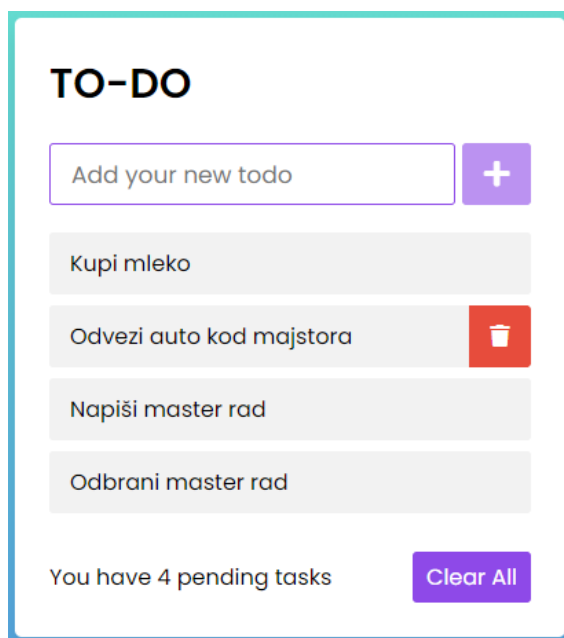 TO-DO
Add your new todo
Kupi mleko
Odvezi auto kod majstora
Napiši master rad
Odbrani master rad
You have 4 pending tasks Clear All